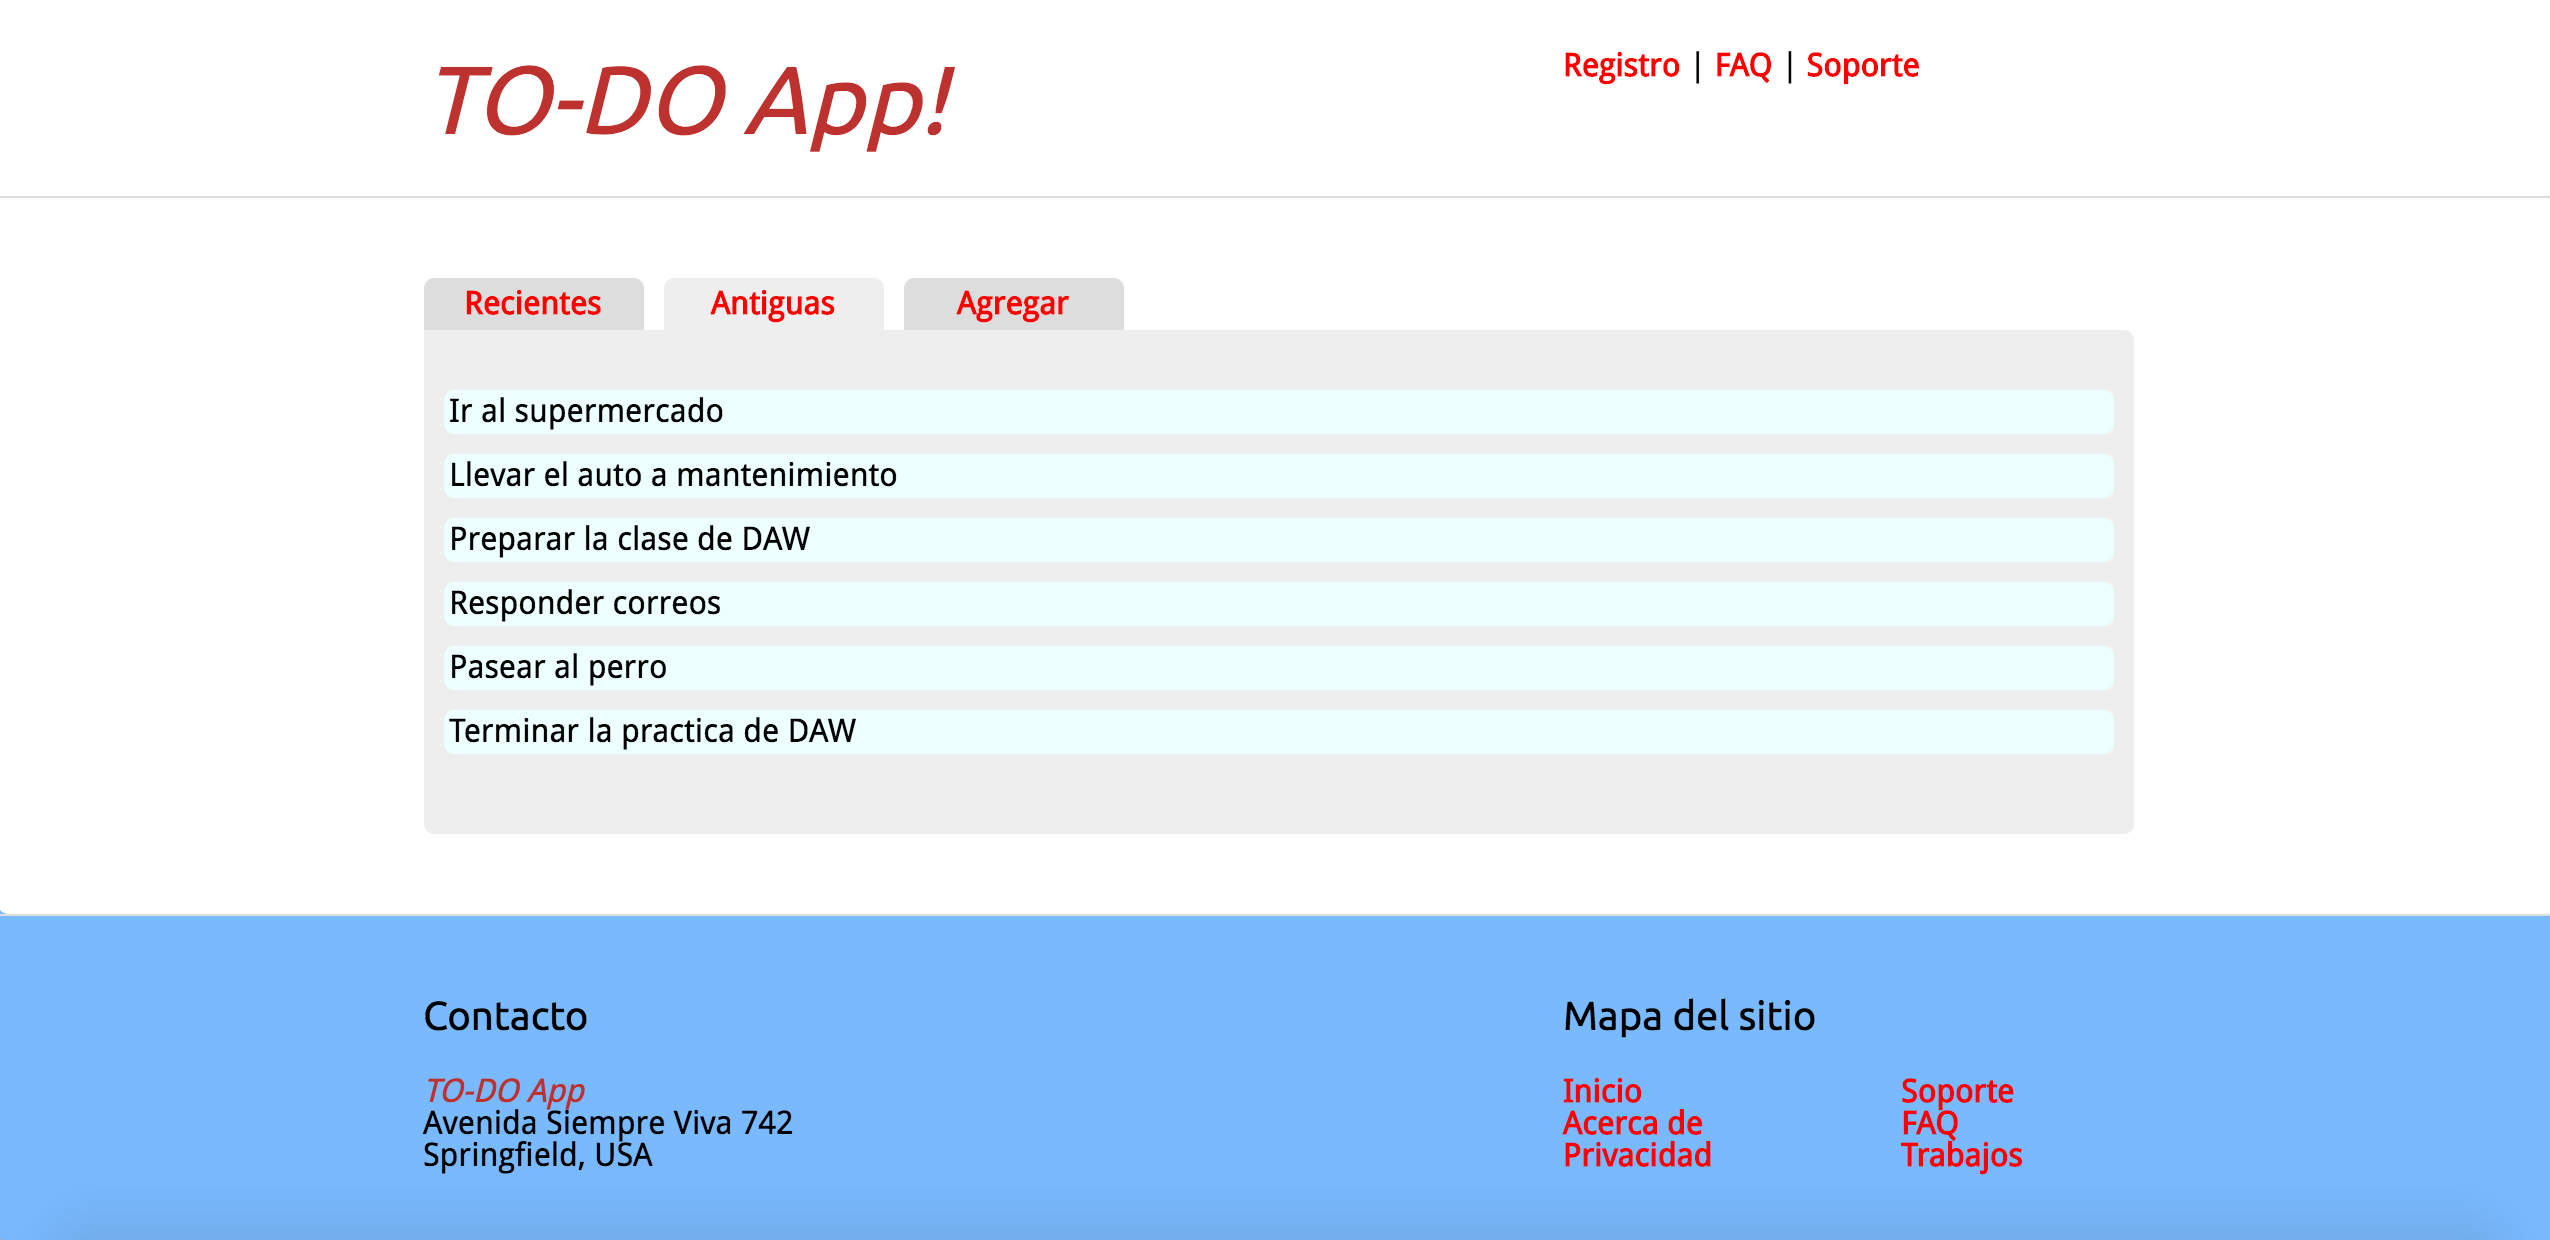 TO-DO App!
Registro | FAQ | Soporte
Recientes
Antiguas
Agregar
Ir al supermercado
Llevar el auto a mantenimiento
Preparar la clase de DAW
Responder correos
Pasear al perro
Terminar la practica de DAW
Contacto
TO-DO App
Avenida Siempre Viva 742
Springfield, USA
Mapa del sitio
Inicio
Acerca de
Privacidad
Soporte
FAQ
Trabajos